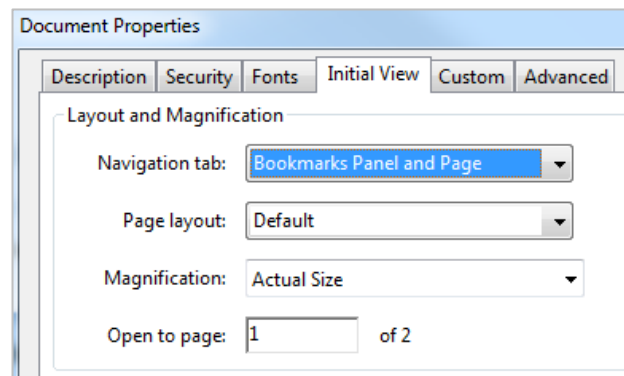 Document Properties
Description Security Fonts Initial View Custom Advanced
Layout and Magnification
Navigation tab: Bookmarks Panel and Page
Page layout: Default
Magnification: Actual Size
Open to page: 1 of 2